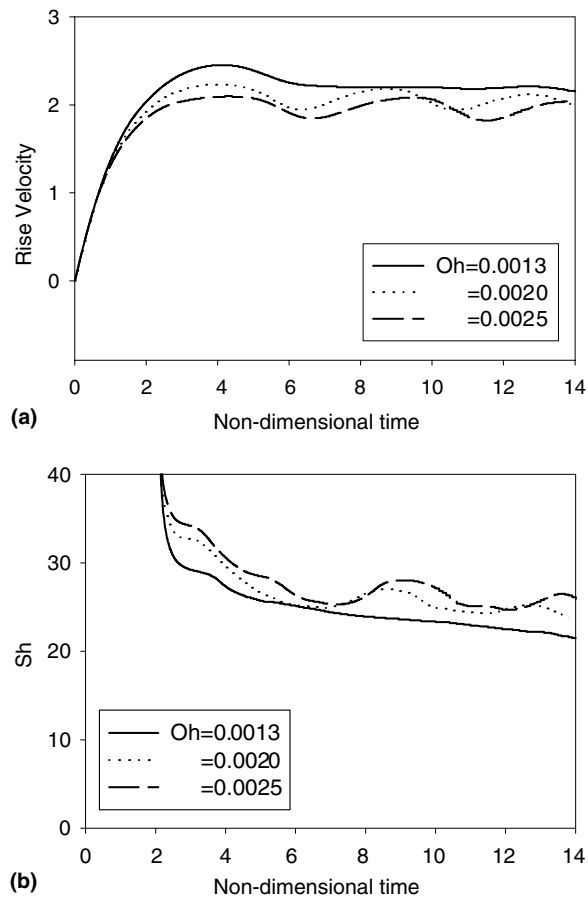 3
2
1
0
Rise Velocity
Oh=0.0013
=0.0020
=0.0025
0 2 4 6 8 10 12 14
(a)
Non-dimensional time
40
30
20
10
0
Sh
Oh=0.0013
=0.0020
=0.0025
0 2 4 6 8 10 12 14
(b)
Non-dimensional time